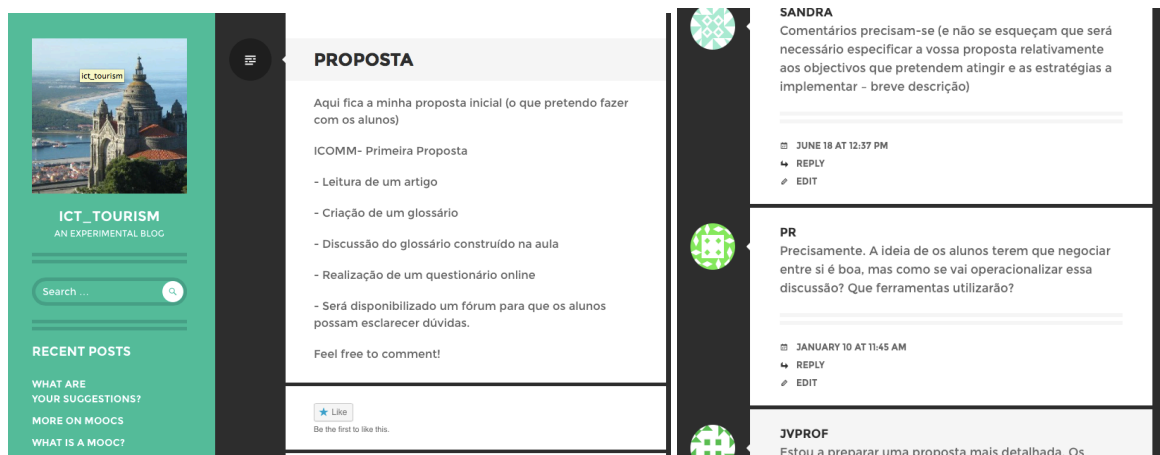 ict_tourism
ICT_TOURISM
AN EXPERIMENTAL BLOG
Search ...
RECENT POSTS
WHAT ARE
YOUR SUGGESTIONS?
MORE ON MOOCS
WHAT IS A MOOC?
PROPOSTA
Aqui fica a minha proposta inicial (o que pretendo fazer
com os alunos)
ICOMM- Primeira Proposta
- Leitura de um artigo
- Criação de um glossário
- Discussão do glossário construído na aula
- Realização de um questionário online
- Será disponibilizado um fórum para que os alunos
possam esclarecer dúvidas.
Feel free to comment!
Like
Be the first to like this.
SANDRA
Comentários precisam-se (e não se esqueçam que será
necessário especificar a vossa proposta relativamente
aos objectivos que pretendem atingir e as estratégias a
implementar – breve descrição)
JUNE 18 AT 12:37 PM
REPLY
EDIT
PR
Precisamente. A ideia de os alunos terem que negociar
entre si é boa, mas como se vai operacionalizar essa
discussão? Que ferramentas utilizarão?
JANUARY 10 AT 11:45 AM
REPLY
EDIT
JVPROF
Estou a preparar uma proposta mais detalhada. Os